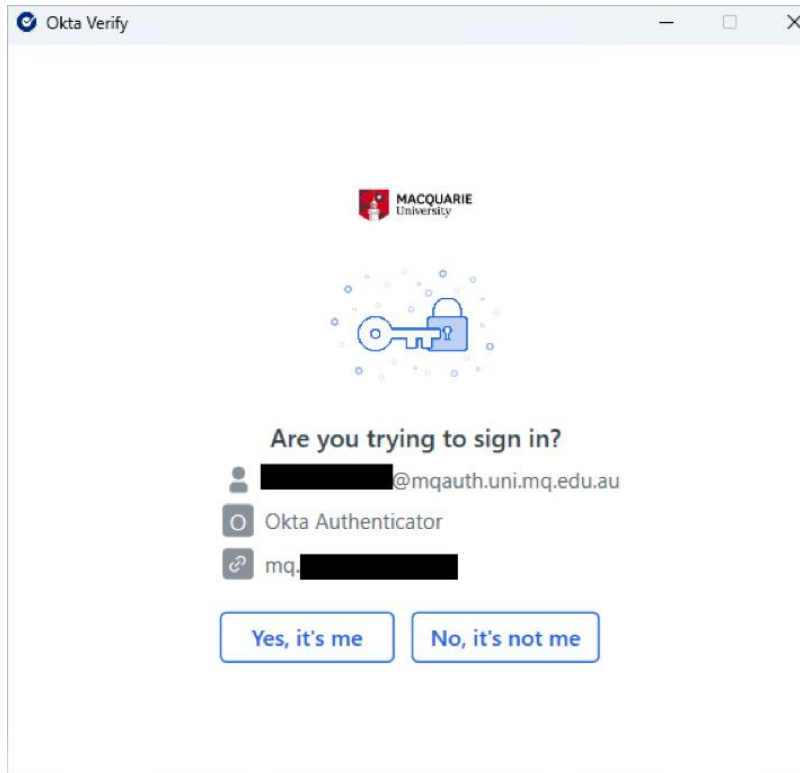 Okta Verify
MACQUARIE
University
Are you trying to sign in?
@mqauth.uni.mq.edu.au
O Okta Authenticator
mq.
Yes, it's me No, it's not me